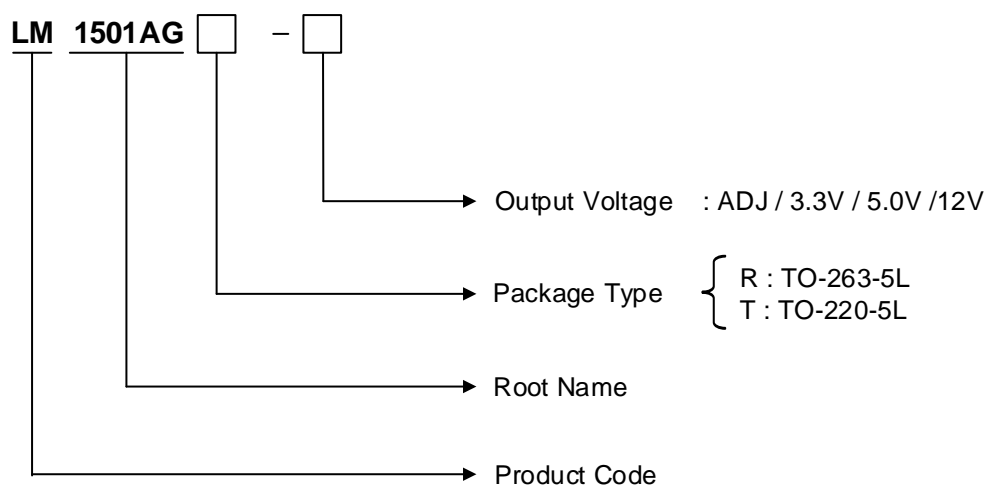 LM 1501AG –
Output Voltage : ADJ / 3.3V / 5.0V /12V
Package Type
R : TO-263-5L
T : TO-220-5L
Root Name
Product Code